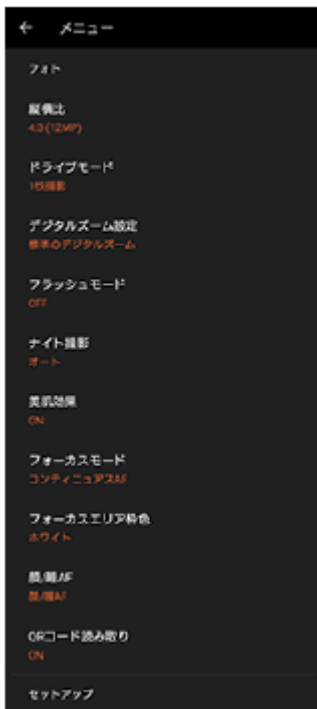 ← メニュー
フォト
縦横比
4:3 (12MP)
ドライブモード
1枚撮影
デジタルズーム設定
標準のデジタルズーム
フラッシュモード
OFF
ナイト撮影
オート
美肌効果
ON
フォーカスモード
コンティニュアスAF
フォーカスエリア枠色
ホワイト
顔/瞳AF
顔/瞳AF
QRコード読み取り
ON
セットアップ